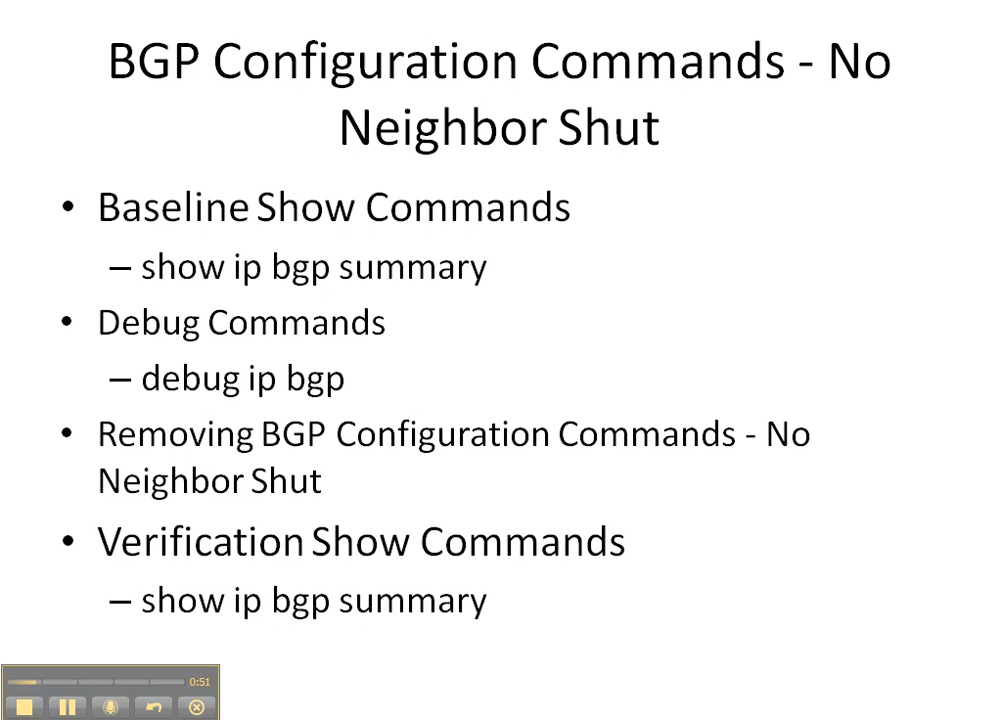 BGP Configuration Commands - No
Neighbor Shut
• Baseline Show Commands
– show ip bgp summary
• Debug Commands
– debug ip bgp
• Removing BGP Configuration Commands - No
Neighbor Shut
• Verification Show Commands
– show ip bgp summary
0:51